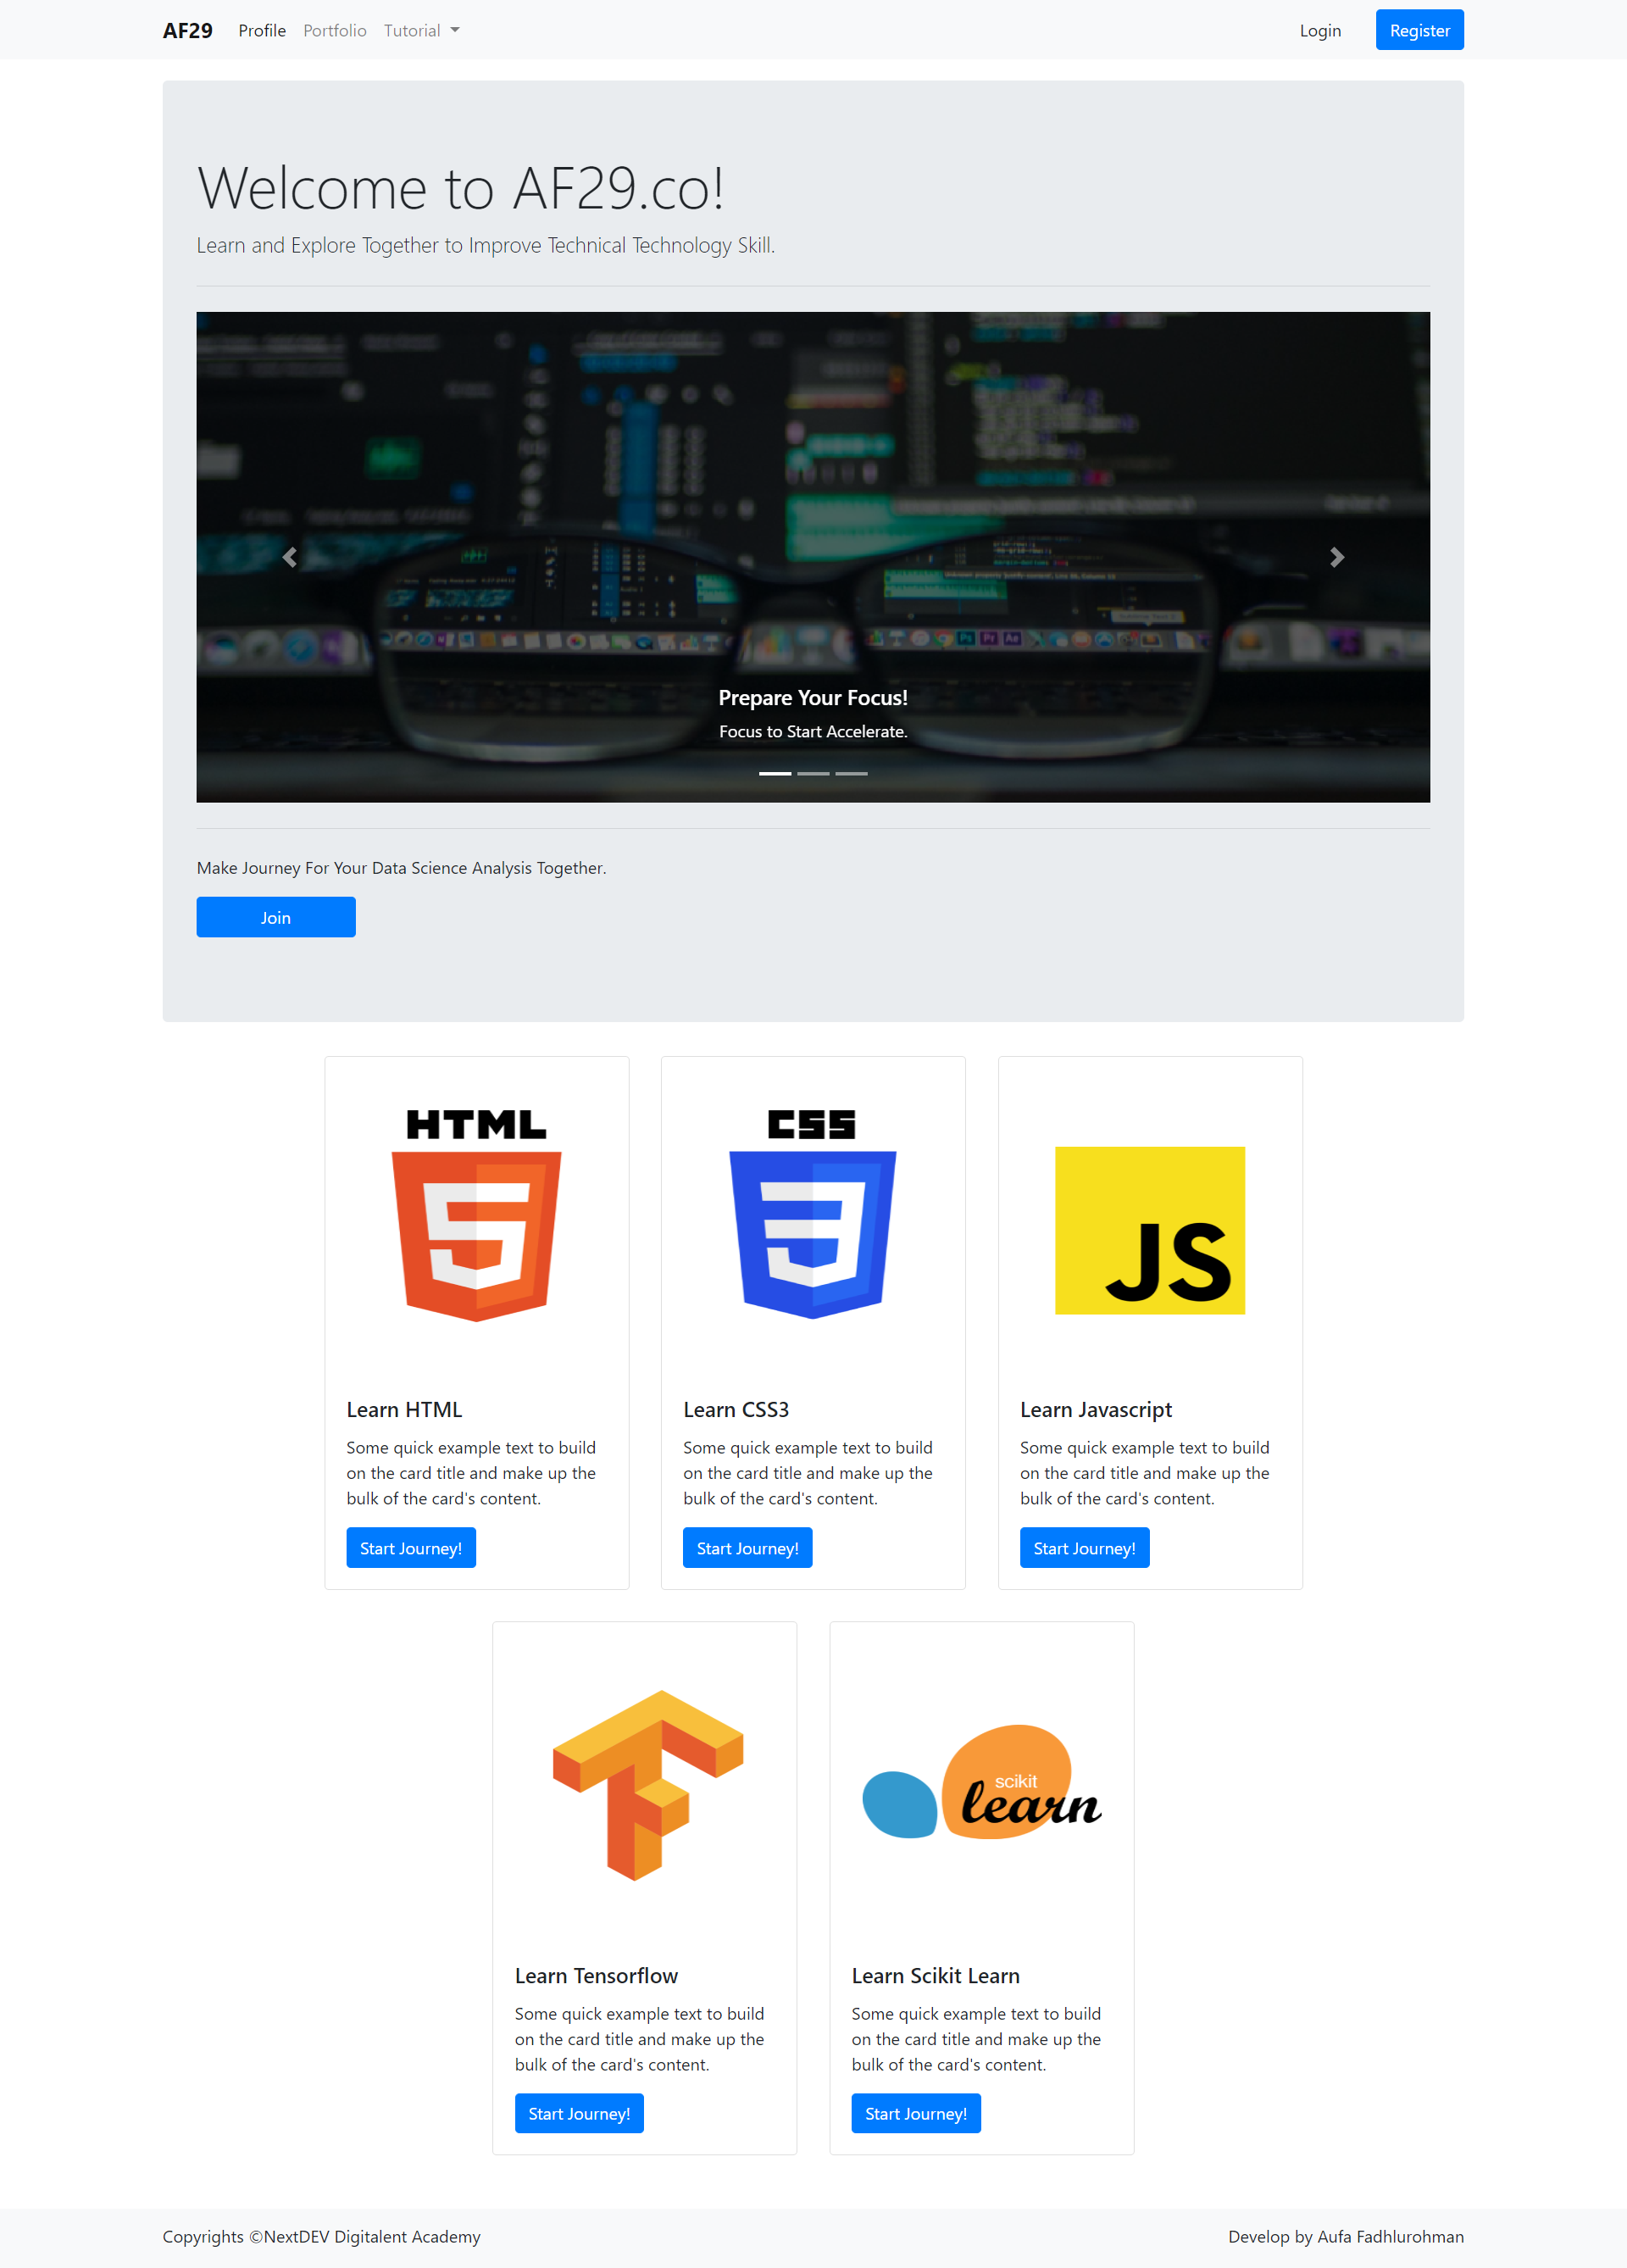 AF29 Profile Portfolio Tutorial Login Register
Welcome to AF29.co!
Learn and Explore Together to Improve Technical Technology Skill.
Ps Pr Ae
Prepare Your Focus!
Focus to Start Accelerate.
Make Journey For Your Data Science Analysis Together.
Join
HTML
5
CSS
3
JS
Learn HTML
Some quick example text to build
on the card title and make up the
bulk of the card's content.
Start Journey!
Learn CSS3
Some quick example text to build
on the card title and make up the
bulk of the card's content.
Start Journey!
Learn Javascript
Some quick example text to build
on the card title and make up the
bulk of the card's content.
Start Journey!
scikit
learn
Learn Tensorflow
Some quick example text to build
on the card title and make up the
bulk of the card's content.
Start Journey!
Learn Scikit Learn
Some quick example text to build
on the card title and make up the
bulk of the card's content.
Start Journey!
Copyrights ©NextDEV Digitalent Academy
Develop by Aufa Fadhlurohman